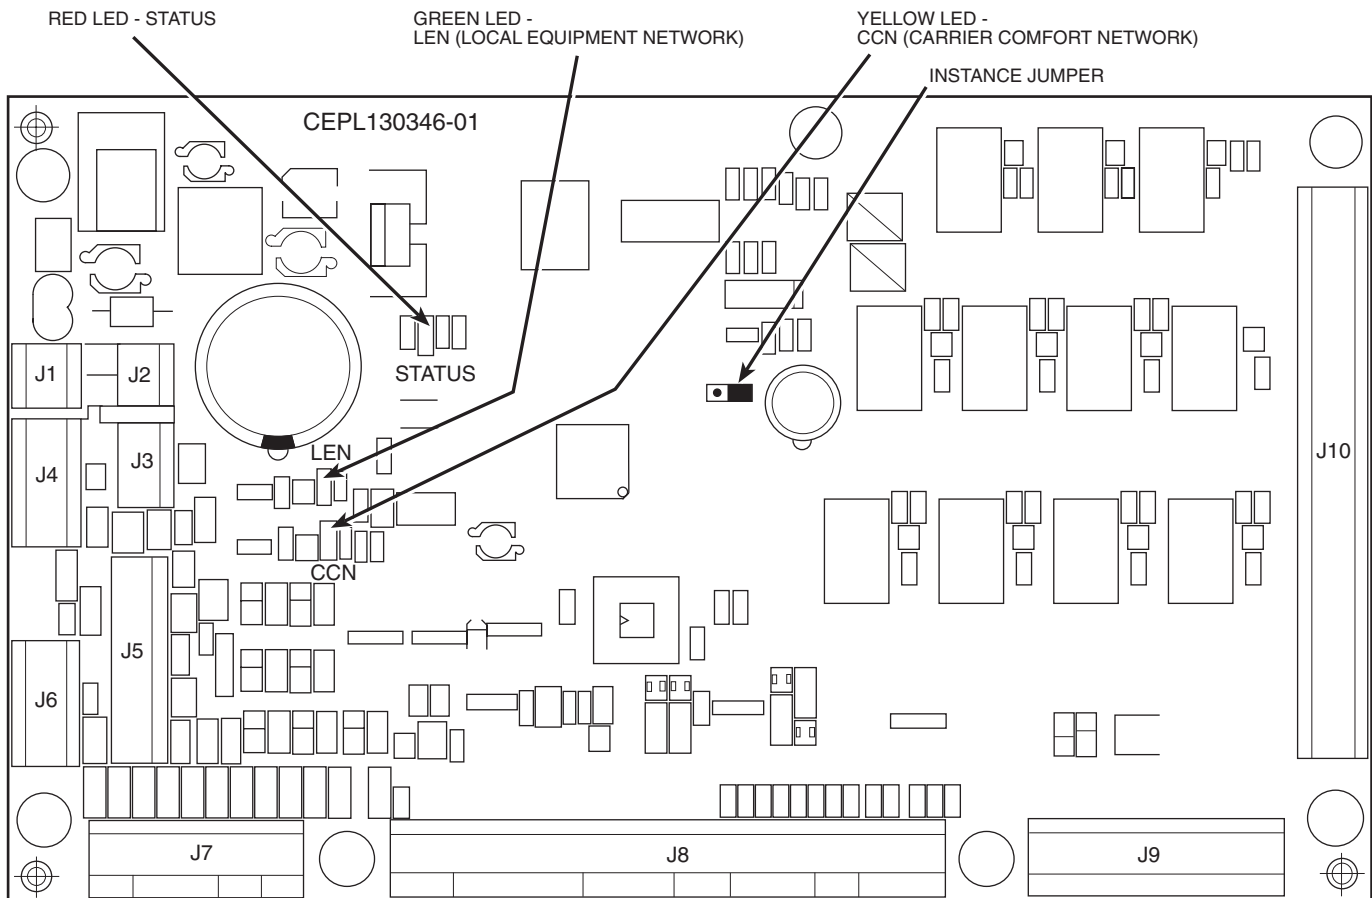 RED LED - STATUS
GREEN LED -
LEN (LOCAL EQUIPMENT NETWORK)
YELLOW LED -
CCN (CARRIER COMFORT NETWORK)
INSTANCE JUMPER
CEPL130346-01
STATUS
J1
J2
LEN
J4
J3
J10
CCN
J5
J6
J7
J8
J9